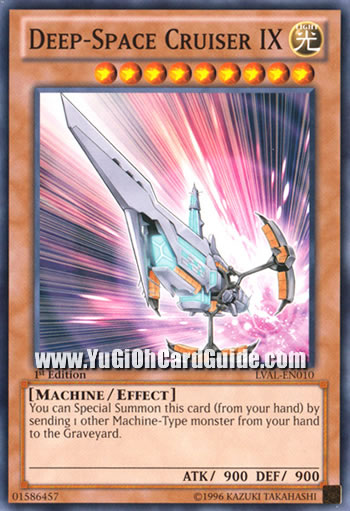 DEEP-SPACE CRUISER IX
LIGHT
光
www.YuGiOhCardGuide.com
1st Edition
LVAL-EN010
[MACHINE / EFFECT]
You can Special Summon this card (from your hand) by
sending 1 other Machine-Type monster from your hand
to the Graveyard.
ATK/ 900 DEF/ 900
01586457
©1996 KAZUKI TAKAHASHI